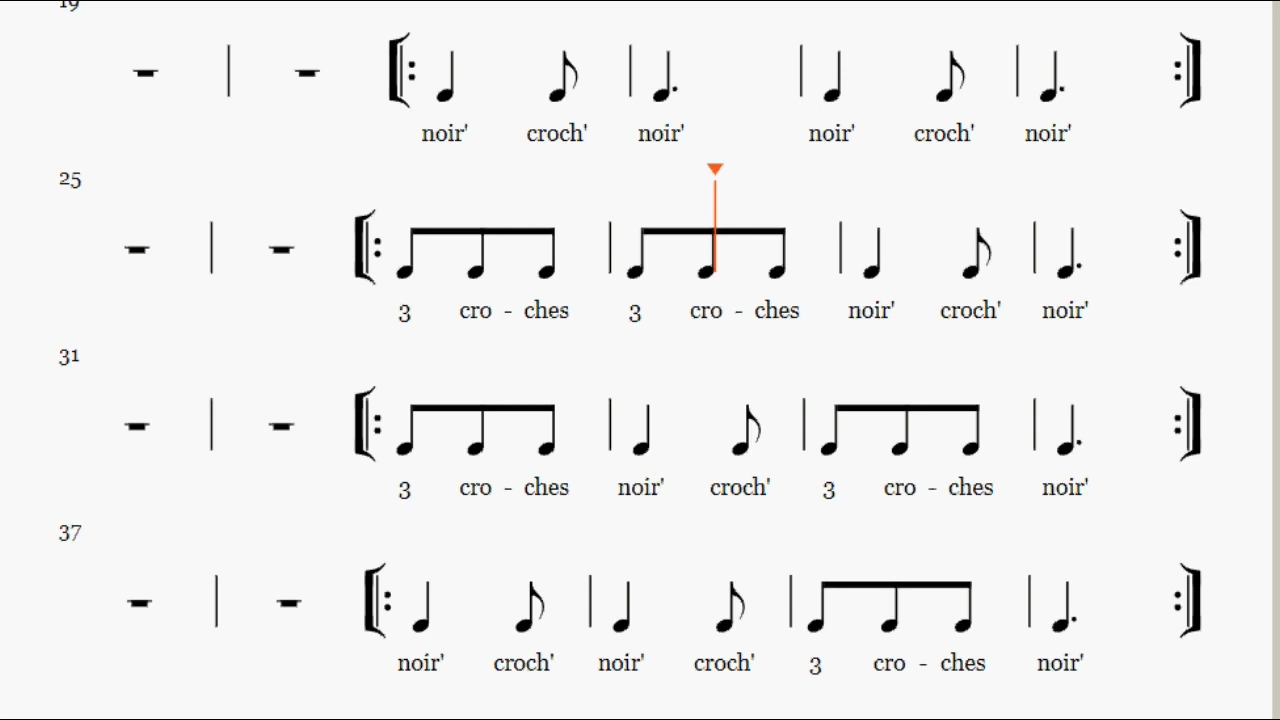 19
noir' croch' noir' noir' croch' noir'
25
3 cro - ches 3 cro - ches noir' croch' noir'
31
3 cro - ches noir' croch' 3 cro - ches noir'
37
noir' croch' noir' croch' 3 cro - ches noir'